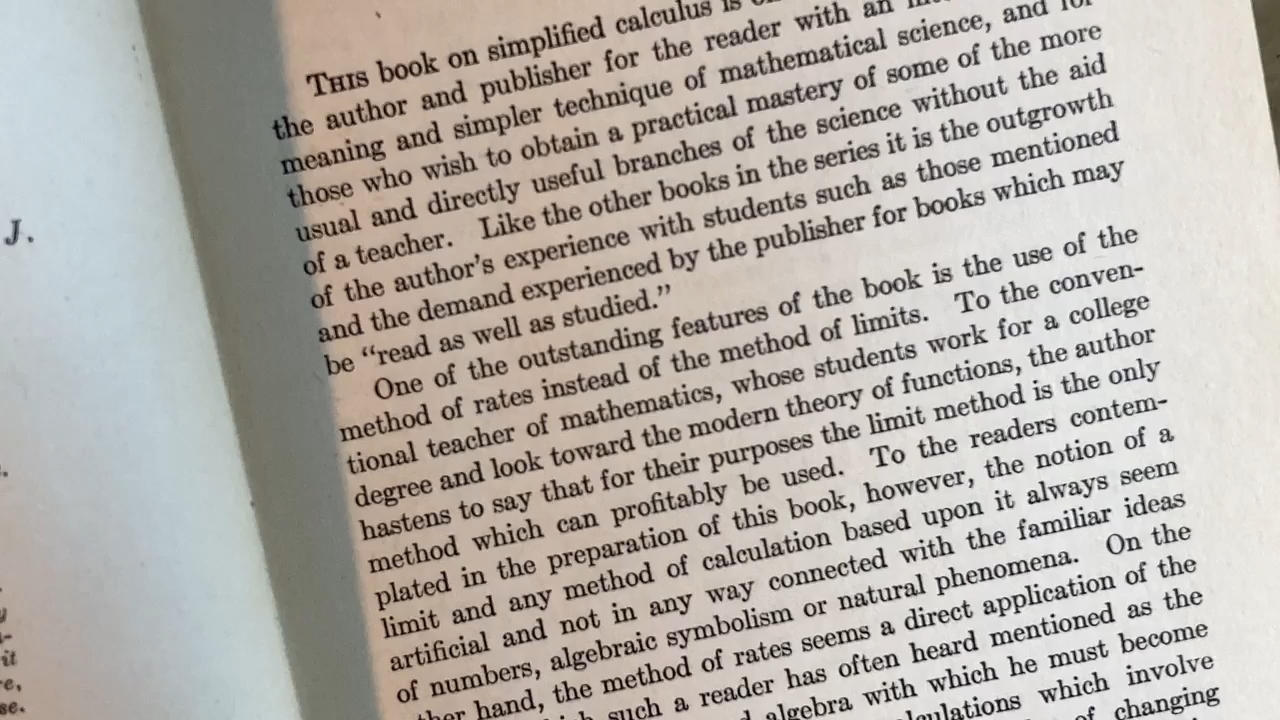 J.
it
se.
THIS book on simplified calculus is
the author and publisher for the reader with an
meaning and simpler technique of mathematical science, and for
those who wish to obtain a practical mastery of some of the more
usual and directly useful branches of the science without the aid
of a teacher. Like the other books in the series it is the outgrowth
of the author's experience with students such as those mentioned
and the demand experienced by the publisher for books which may
be "read as well as studied."
One of the outstanding features of the book is the use of the
method of rates instead of the method of limits. To the conven-
tional teacher of mathematics, whose students work for a college
degree and look toward the modern theory of functions, the author
hastens to say that for their purposes the limit method is the only
method which can profitably be used. To the readers contem-
plated in the preparation of this book, however, the notion of a
limit and any method of calculation based upon it always seem
artificial and not in any way connected with the familiar ideas
of numbers, algebraic symbolism or natural phenomena. On the
hand, the method of rates seems a direct application of the
such a reader has often heard mentioned as the
algebra with which he must become
which involve
of changing